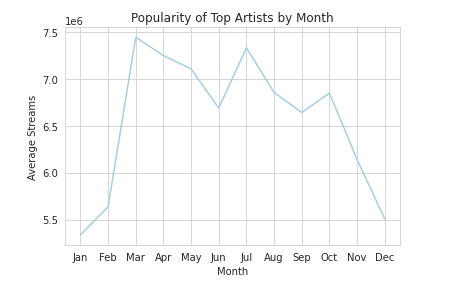 Popularity of Top Artists by Month
1e6
7.5
7.0
6.5
6.0
5.5
Average Streams
Jan Feb Mar Apr May Jun Jul Aug Sep Oct Nov Dec
Month